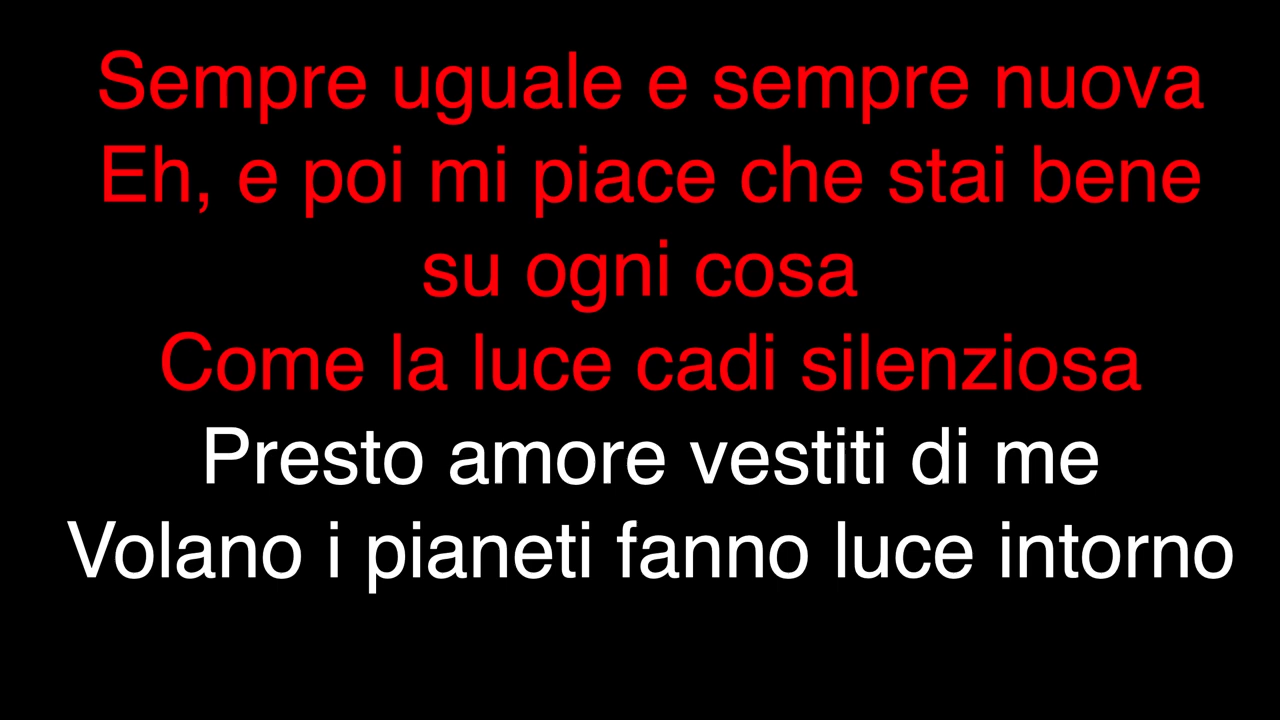 Sempre uguale e sempre nuova
Eh, e poi mi piace che stai bene
su ogni cosa
Come la luce cadi silenziosa
Presto amore vestiti di me
Volano i pianeti fanno luce intorno